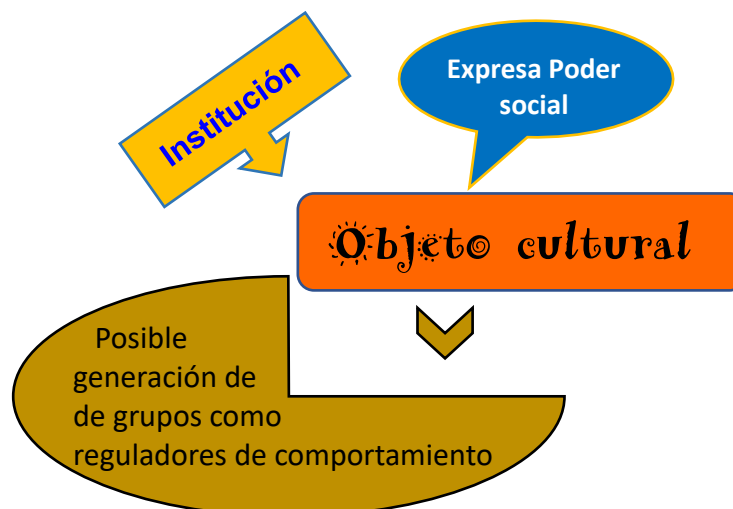 Institución
Expresa Poder
social
Objeto cultural
Posible
generación de
de grupos como
reguladores de comportamiento